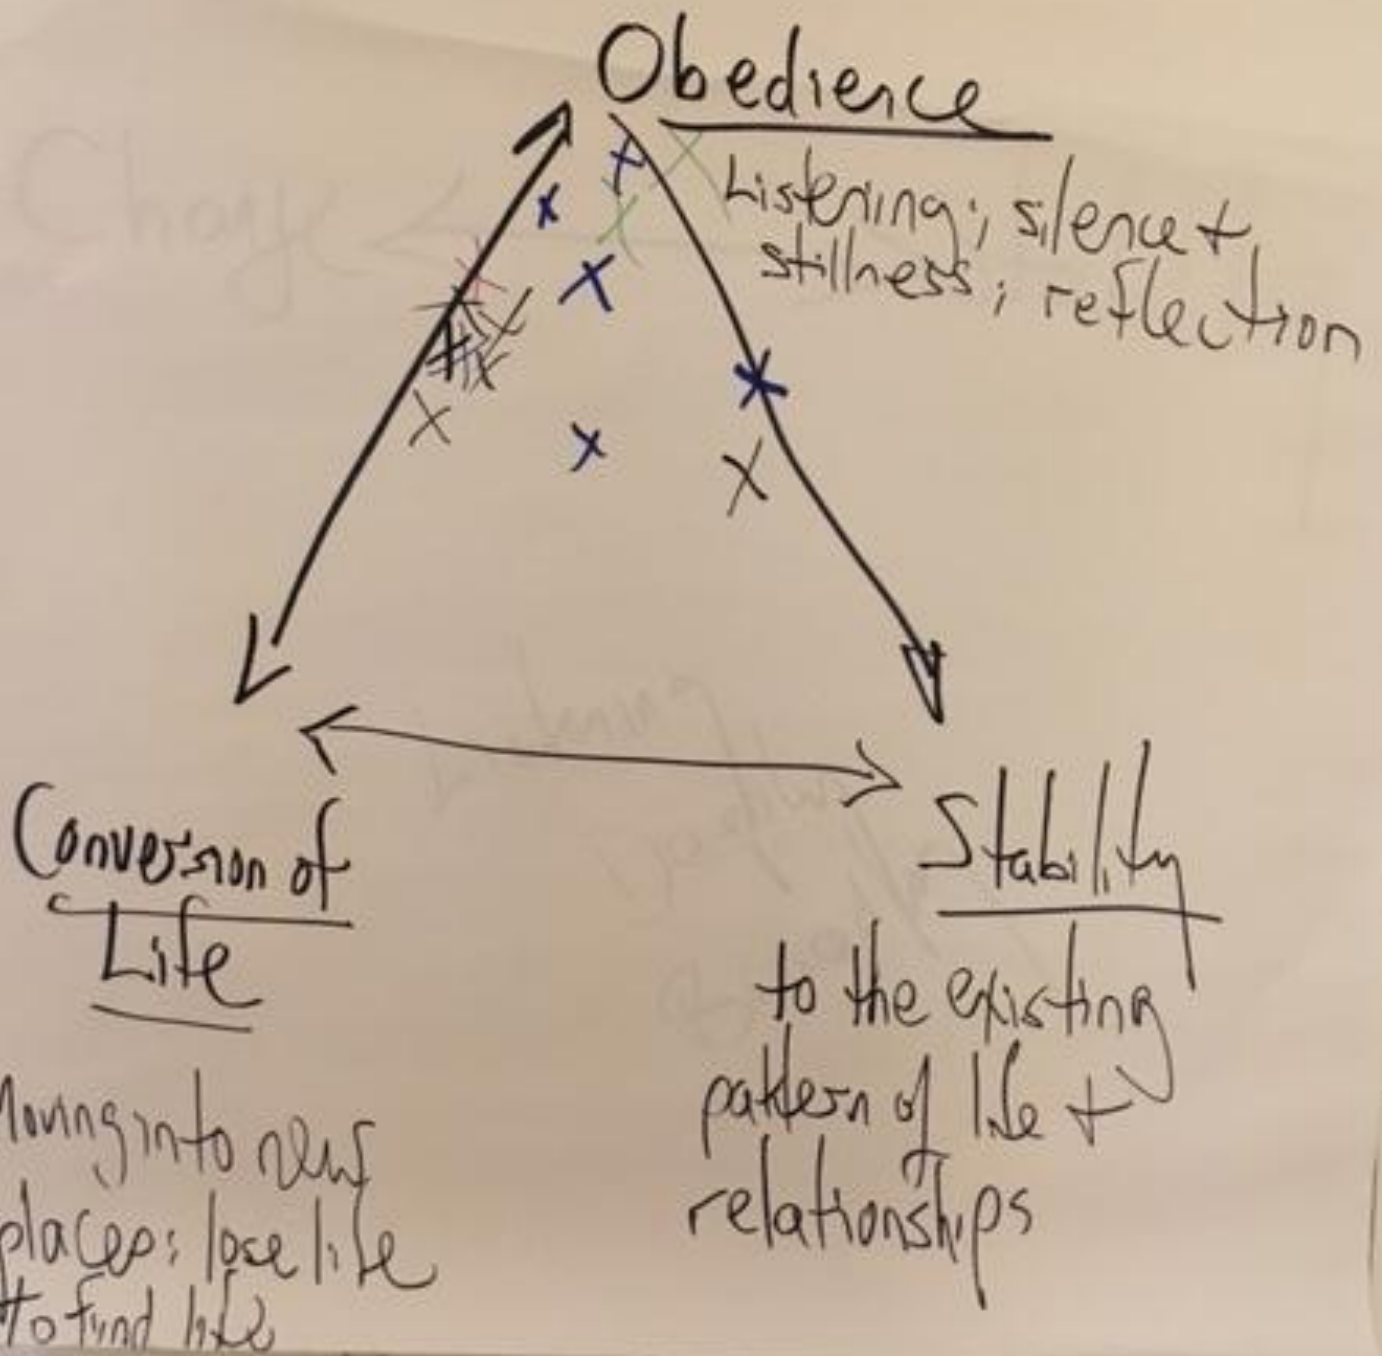 Obedience
Listening; silence +
stillness; reflection
Conversion of
Life
Moving into new
places: lose life
to find life
Stability
to the existing
pattern of life +
relationships
Change